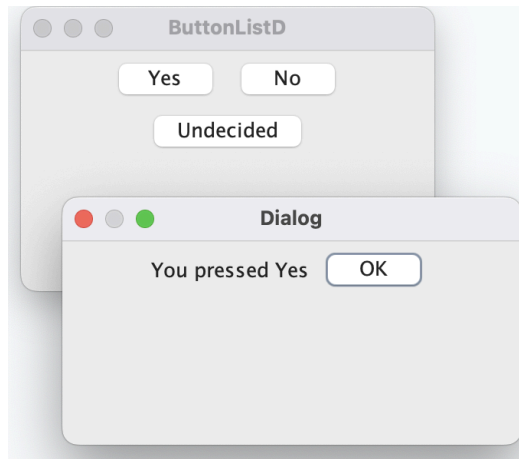 ButtonListD
Yes No
Undecided
Dialog
You pressed Yes OK